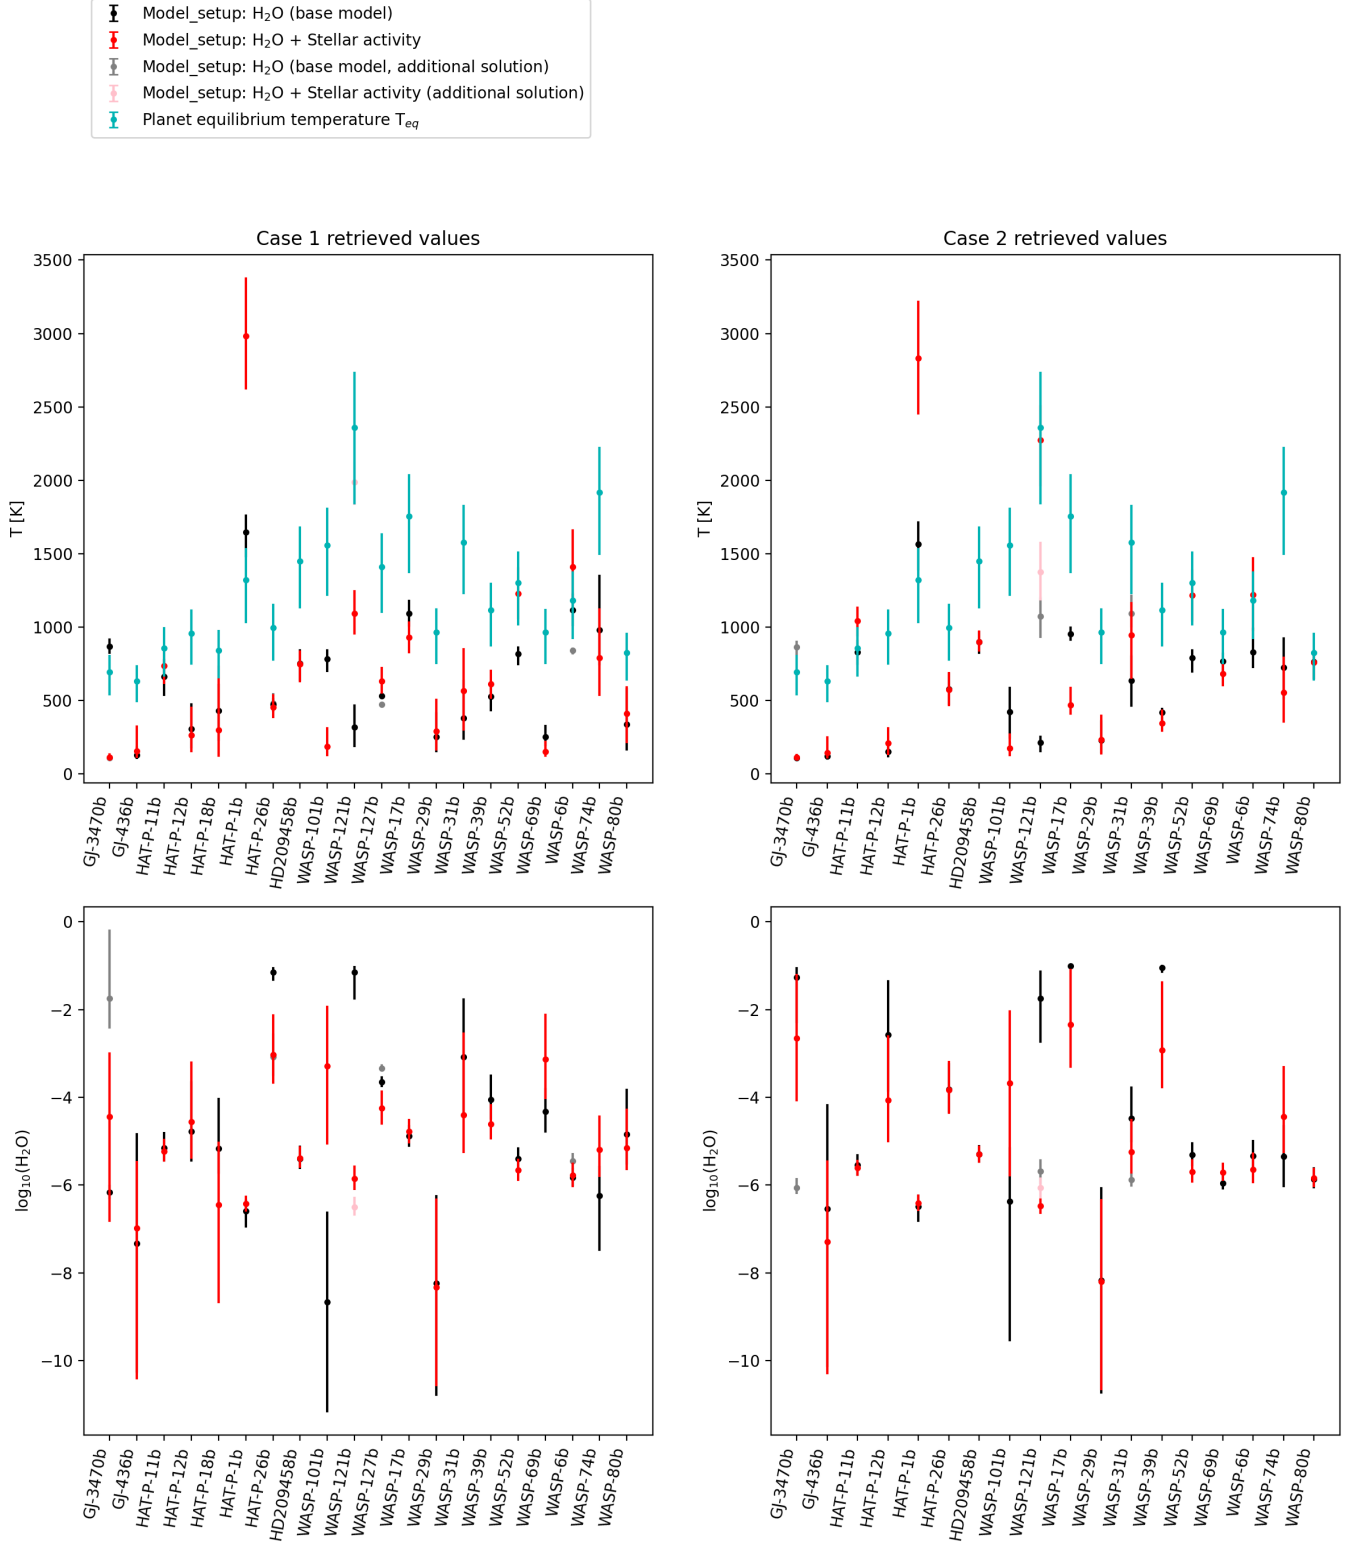 Model_setup: H₂O (base model)
Model_setup: H₂O + Stellar activity
Model_setup: H₂O (base model, additional solution)
Model_setup: H₂O + Stellar activity (additional solution)
Planet equilibrium temperature T_eq
Case 1 retrieved values
T [K]
3500
3000
2500
2000
1500
1000
500
0
GJ-3470b
GJ-436b
HAT-P-11b
HAT-P-12b
HAT-P-18b
HAT-P-1b
HAT-P-26b
HD209458b
WASP-101b
WASP-121b
WASP-127b
WASP-17b
WASP-29b
WASP-31b
WASP-39b
WASP-52b
WASP-69b
WASP-6b
WASP-74b
WASP-80b
Case 2 retrieved values
T [K]
3500
3000
2500
2000
1500
1000
500
0
GJ-3470b
GJ-436b
HAT-P-11b
HAT-P-12b
HAT-P-1b
HAT-P-26b
HD209458b
WASP-101b
WASP-121b
WASP-17b
WASP-29b
WASP-31b
WASP-39b
WASP-52b
WASP-69b
WASP-6b
WASP-74b
WASP-80b
log₁₀(H₂O)
0
−2
−4
−6
−8
−10
GJ-3470b
GJ-436b
HAT-P-11b
HAT-P-12b
HAT-P-18b
HAT-P-1b
HAT-P-26b
HD209458b
WASP-101b
WASP-121b
WASP-127b
WASP-17b
WASP-29b
WASP-31b
WASP-39b
WASP-52b
WASP-69b
WASP-6b
WASP-74b
WASP-80b
log₁₀(H₂O)
0
−2
−4
−6
−8
−10
GJ-3470b
GJ-436b
HAT-P-11b
HAT-P-12b
HAT-P-1b
HAT-P-26b
HD209458b
WASP-101b
WASP-121b
WASP-17b
WASP-29b
WASP-31b
WASP-39b
WASP-52b
WASP-69b
WASP-6b
WASP-74b
WASP-80b